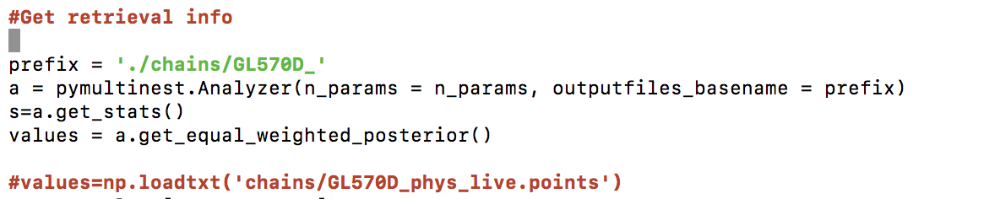 #Get retrieval info
prefix = './chains/GL570D_'
a = pymultinest.Analyzer(n_params = n_params, outputfiles_basename = prefix)
s=a.get_stats()
values = a.get_equal_weighted_posterior()
#values=np.loadtxt('chains/GL570D_phys_live.points')